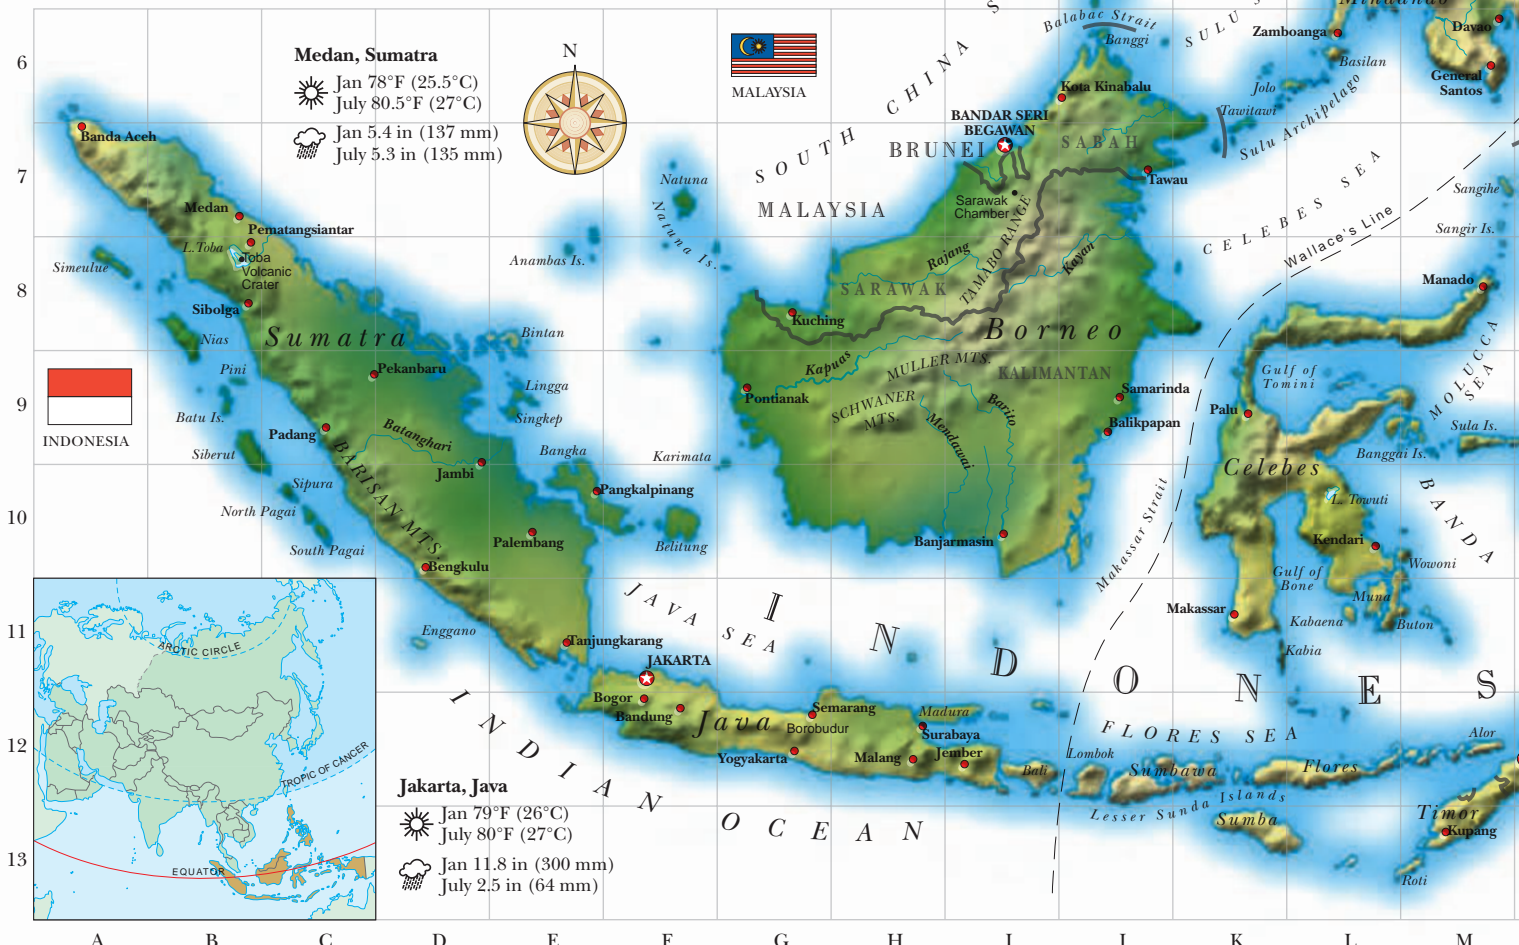 Mindanao
Davao
Zamboanga
General
Santos
Basilan
SULU S
Jolo
Tawitawi
Sulu Archipelago
Balabac Strait
Banggi
Kota Kinabalu
BANDAR SERI
BEGAWAN
BRUNEI
SABAH
Tawau
SOUTH CHINA S
MALAYSIA
MALAYSIA
Medan, Sumatra
Jan 78°F (25.5°C)
July 80.5°F (27°C)
Jan 5.4 in (137 mm)
July 5.3 in (135 mm)
N
6
7
8
9
10
11
12
13
Banda Aceh
Medan
Pematangsiantar
L.Toba
Toba
Volcanic
Crater
Simeulue
Sibolga
Nias
Sumatra
Pini
Pekanbaru
Batu Is.
Padang
Batanghari
Jambi
Siberut
Sipura
BARISAN MTS.
North Pagai
South Pagai
Bengkulu
Palembang
Enggano
Tanjungkarang
Natuna
Natuna Is.
Anambas Is.
Bintan
Lingga
Singkep
Bangka
Pangkalpinang
Karimata
Belitung
INDONESIA
Sarawak
Chamber
Rajang
SARAWAK
TAMABO RANGE
Kayan
Kuching
Borneo
Kapuas
MULLER MTS.
KALIMANTAN
Pontianak
SCHWANER
MTS.
Mendawai
Barito
Samarinda
Balikpapan
Banjarmasin
CELEBES SEA
Wallace's Line
Sangihe
Sangir Is.
Manado
MOLUCCA
SEA
Gulf of
Tomini
Palu
Sula Is.
Banggai Is.
Celebes
L. Towuti
BANDA
Kendari
Wowoni
Gulf of
Bone
Muna
Makassar
Kabaena
Buton
Kabia
Makassar Strait
JAVA SEA
INDONES
JAKARTA
Bogor
Bandung
Java
Semarang
Borobudur
Yogyakarta
Madura
Surabaya
Malang
Jember
Bali
Lombok
FLORES SEA
Sumbawa
Flores
Alor
Lesser Sunda Islands
Sumba
Timor
Kupang
Roti
INDIAN OCEAN
ARCTIC CIRCLE
TROPIC OF CANCER
EQUATOR
Jakarta, Java
Jan 79°F (26°C)
July 80°F (27°C)
Jan 11.8 in (300 mm)
July 2.5 in (64 mm)
A B C D E F G H I J K L M